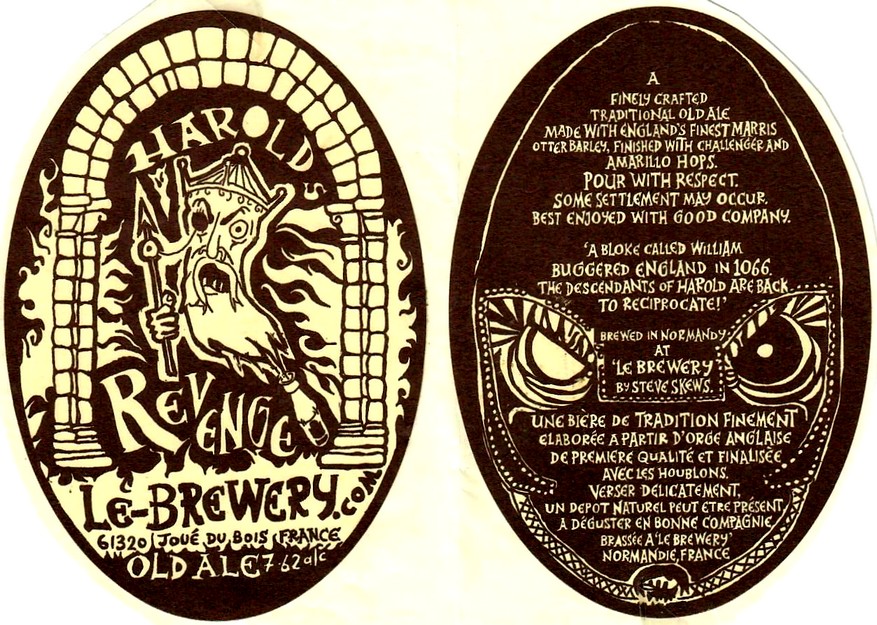 HAROLDS
REVENGE
LE-BREWERY.COM
61320 JOUÉ DU BOIS FRANCE
OLD ALE 7.62 alc
A
FINELY CRAFTED
TRADITIONAL OLD ALE
MADE WITH ENGLAND'S FINEST MARRIS
OTTER BARLEY, FINISHED WITH CHALLENGER AND
AMARILLO HOPS.
POUR WITH RESPECT.
SOME SETTLEMENT MAY OCCUR.
BEST ENJOYED WITH GOOD COMPANY.
'A BLOKE CALLED WILLIAM
BUGGERED ENGLAND IN 1066.
THE DESCENDANTS OF HAROLD ARE BACK
TO RECIPROCATE!'
BREWED IN NORMANDY
AT
'LE BREWERY'
BY STEVE SKEWS.
UNE BIÈRE DE TRADITION FINEMENT
ELABORÉE A PARTIR D'ORGE ANGLAISE
DE PREMIÈRE QUALITÉ ET FINALISÉE
AVEC LES HOUBLONS.
VERSER DELICATEMENT,
UN DEPOT NATUREL PEUT ÊTRE PRÉSENT,
A DÉGUSTER EN BONNE COMPAGNIE,
BRASSÉE A 'LE BREWERY'
NORMANDIE, FRANCE